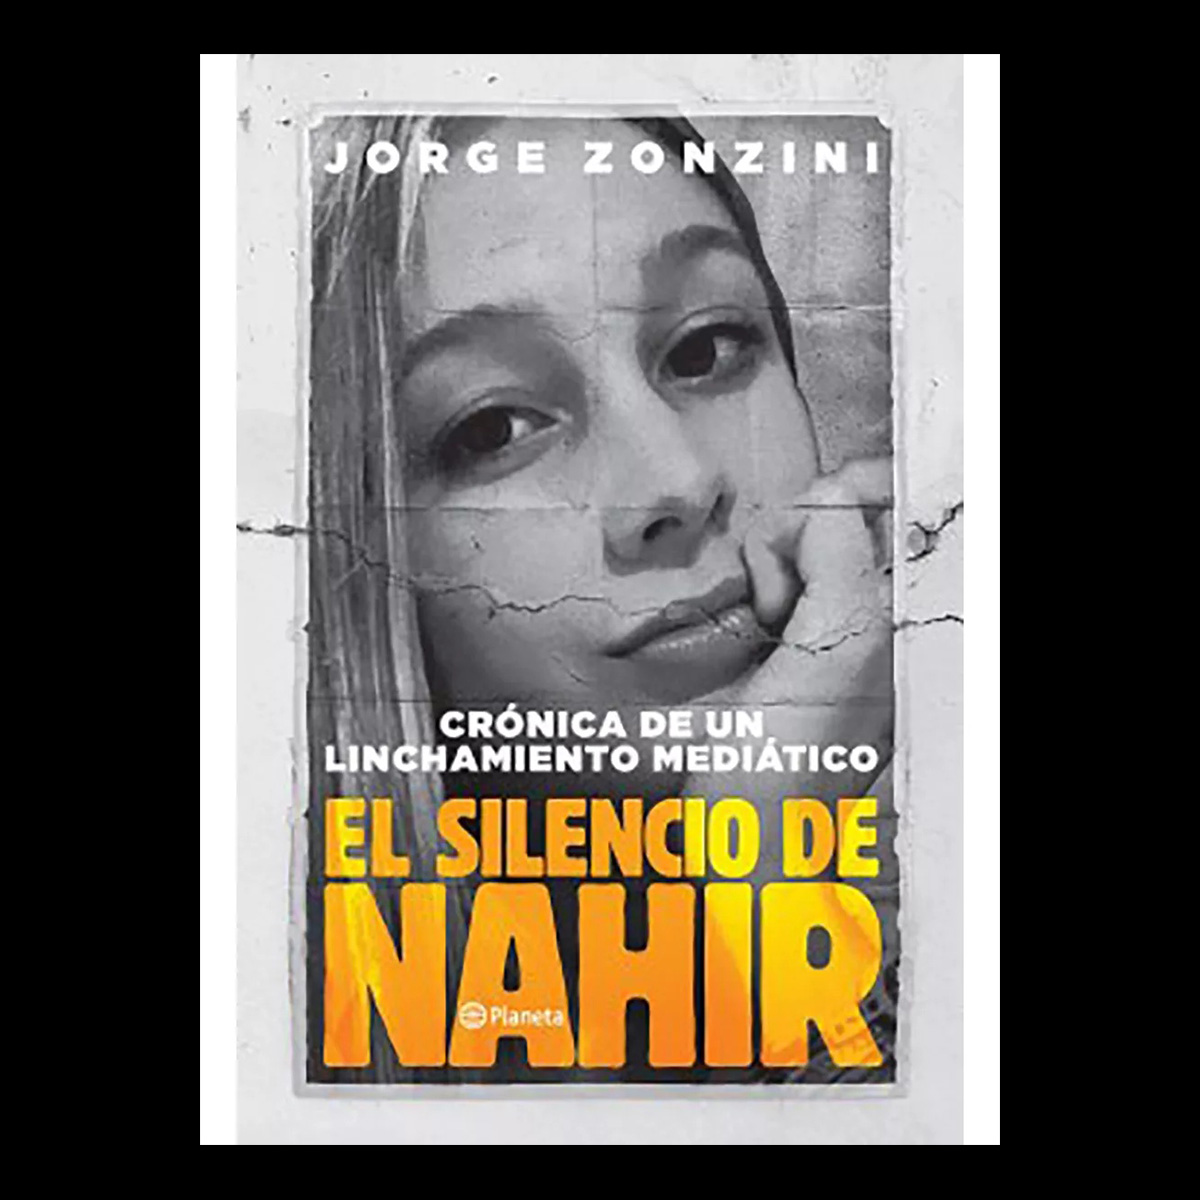 JORGE ZONZINI
CRÓNICA DE UN
LINCHAMIENTO MEDIÁTICO
EL SILENCIO DE
NAHIR
Planeta